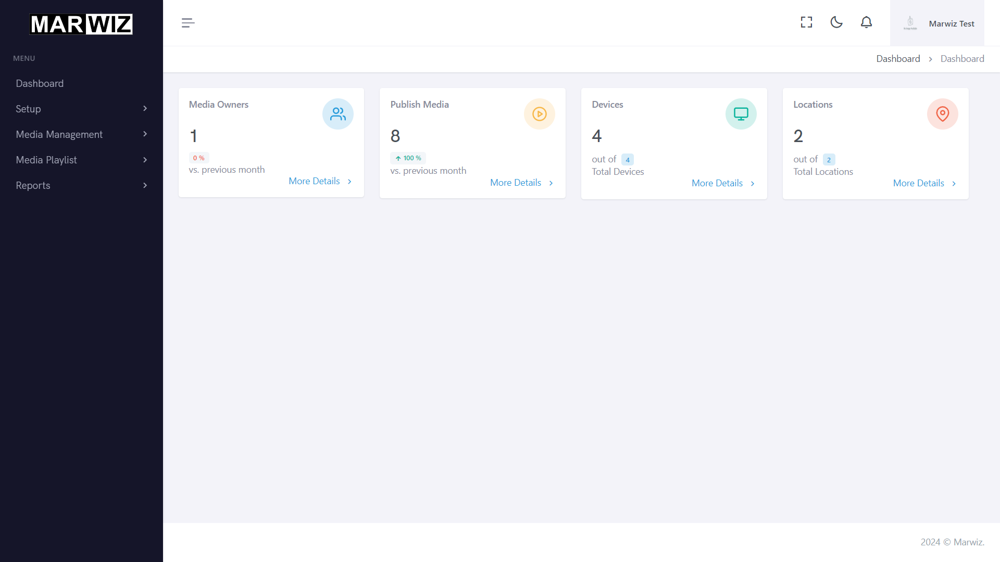 MARWIZ
MENU
Dashboard
Setup
Media Management
Media Playlist
Reports
Marwiz Test
Dashboard > Dashboard
Media Owners
1
0 %
vs. previous month
More Details
Publish Media
8
100 %
vs. previous month
More Details
Devices
4
out of 4
Total Devices
More Details
Locations
2
out of 2
Total Locations
More Details
2024 © Marwiz.